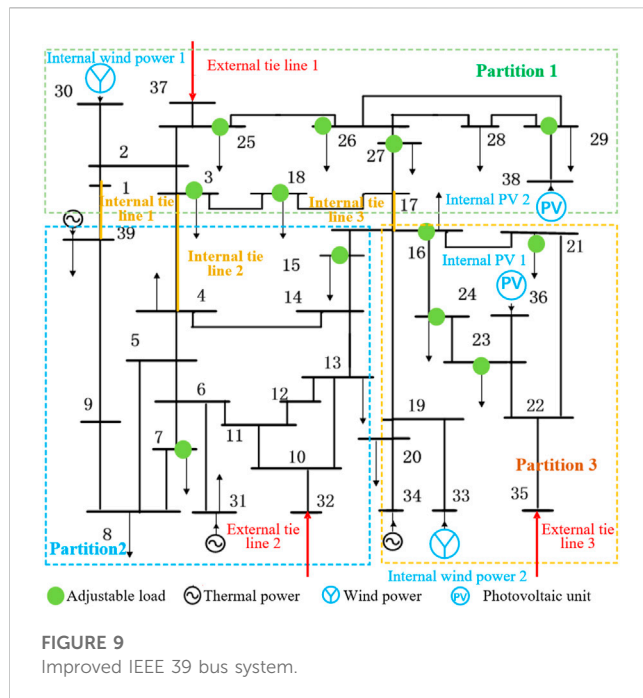 Internal wind power 1
External tie line 1
Partition 1
30
37
25
26
27
28
29
2
3
18
38
1
Internal tie
line 1
Internal tie
line 3
17
Internal PV 2
PV
39
Internal tie
line 2
15
16
Internal PV 1
21
PV
4
14
24
36
5
13
23
6
12
9
11
19
22
7
10
20
Partition 3
31
32
34
33
35
8
External tie
line 2
External tie
line 3
Partition2
Internal wind power 2
Adjustable load
Thermal power
Wind power
PV
Photovoltaic unit
FIGURE 9
Improved IEEE 39 bus system.